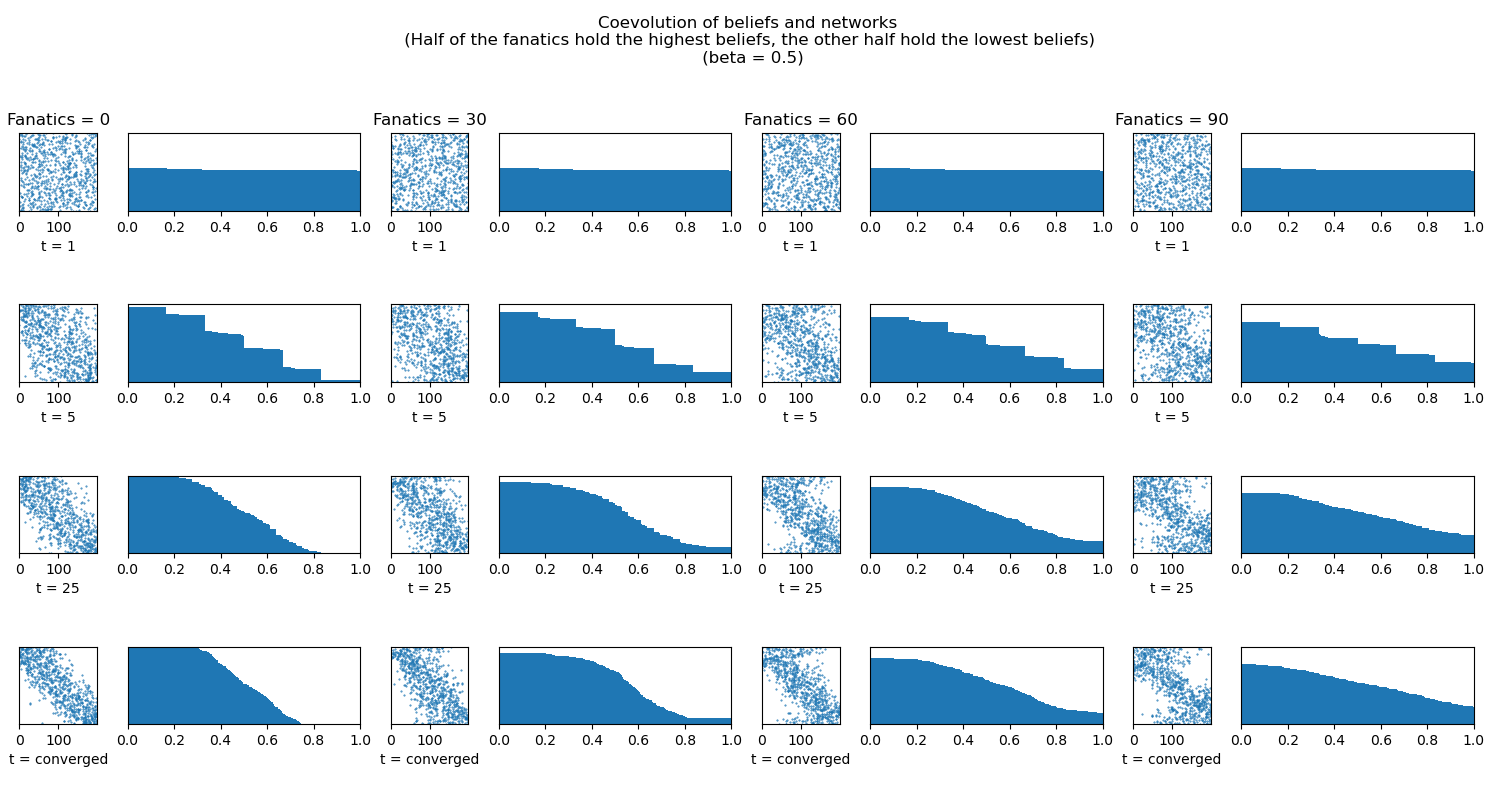 Coevolution of beliefs and networks
(Half of the fanatics hold the highest beliefs, the other half hold the lowest beliefs)
(beta = 0.5)
Fanatics = 0 Fanatics = 30 Fanatics = 60 Fanatics = 90
0 100 0.0 0.2 0.4 0.6 0.8 1.0 0 100 0.0 0.2 0.4 0.6 0.8 1.0 0 100 0.0 0.2 0.4 0.6 0.8 1.0 0 100 0.0 0.2 0.4 0.6 0.8 1.0
t = 1 t = 1 t = 1 t = 1
0 100 0.0 0.2 0.4 0.6 0.8 1.0 0 100 0.0 0.2 0.4 0.6 0.8 1.0 0 100 0.0 0.2 0.4 0.6 0.8 1.0 0 100 0.0 0.2 0.4 0.6 0.8 1.0
t = 5 t = 5 t = 5 t = 5
0 100 0.0 0.2 0.4 0.6 0.8 1.0 0 100 0.0 0.2 0.4 0.6 0.8 1.0 0 100 0.0 0.2 0.4 0.6 0.8 1.0 0 100 0.0 0.2 0.4 0.6 0.8 1.0
t = 25 t = 25 t = 25 t = 25
0 100 0.0 0.2 0.4 0.6 0.8 1.0 0 100 0.0 0.2 0.4 0.6 0.8 1.0 0 100 0.0 0.2 0.4 0.6 0.8 1.0 0 100 0.0 0.2 0.4 0.6 0.8 1.0
t = converged t = converged t = converged t = converged